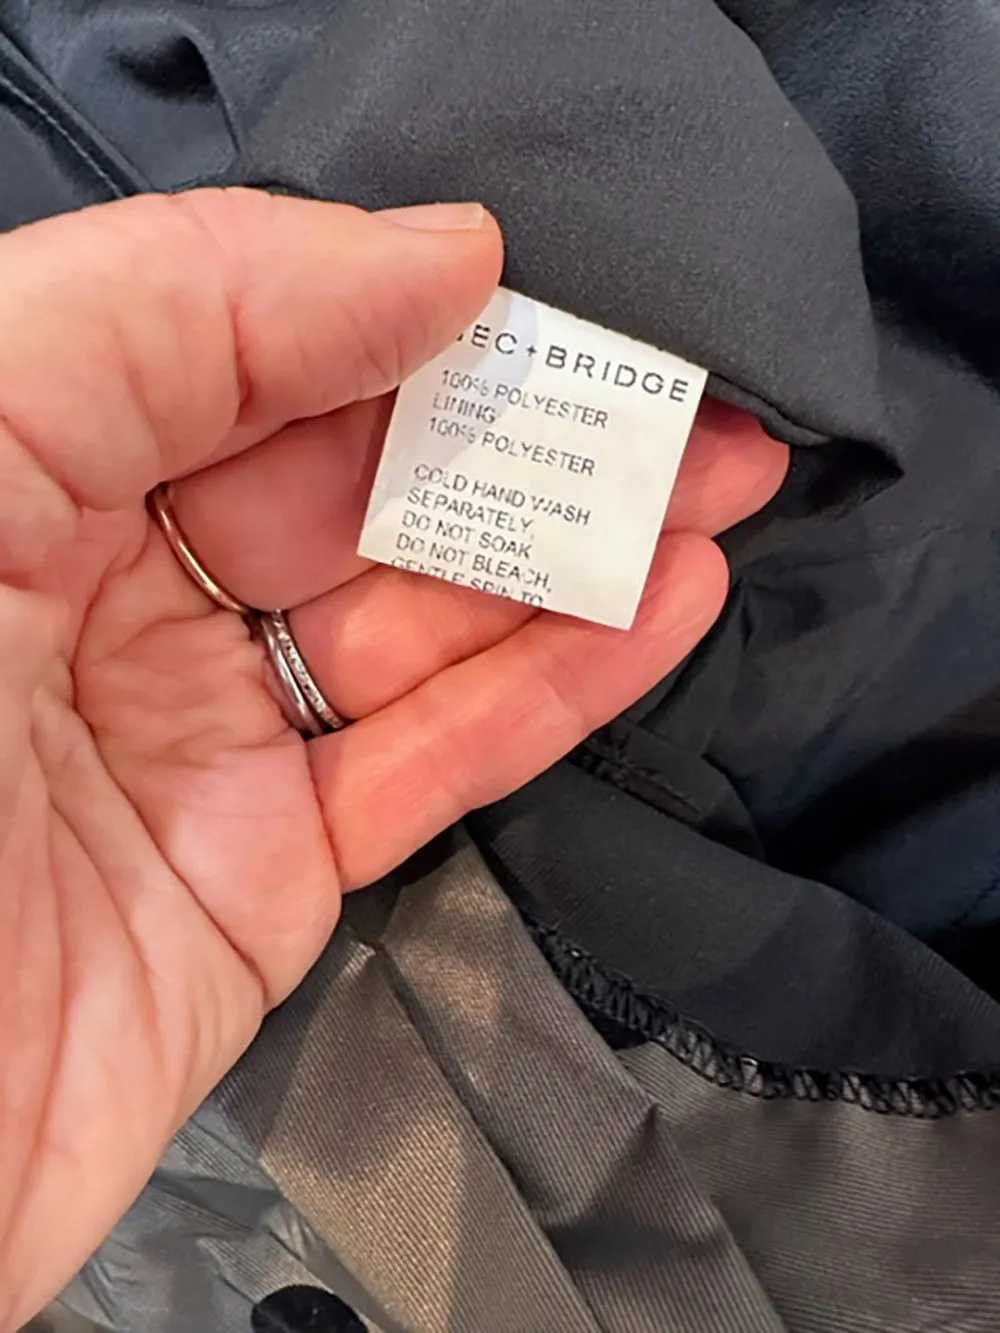 EC+BRIDGE
100% POLYESTER
LINING:
100% POLYESTER
COLD HAND WASH
SEPARATELY,
DO NOT SOAK
DO NOT BLEACH,
GENTLE SPIN TO